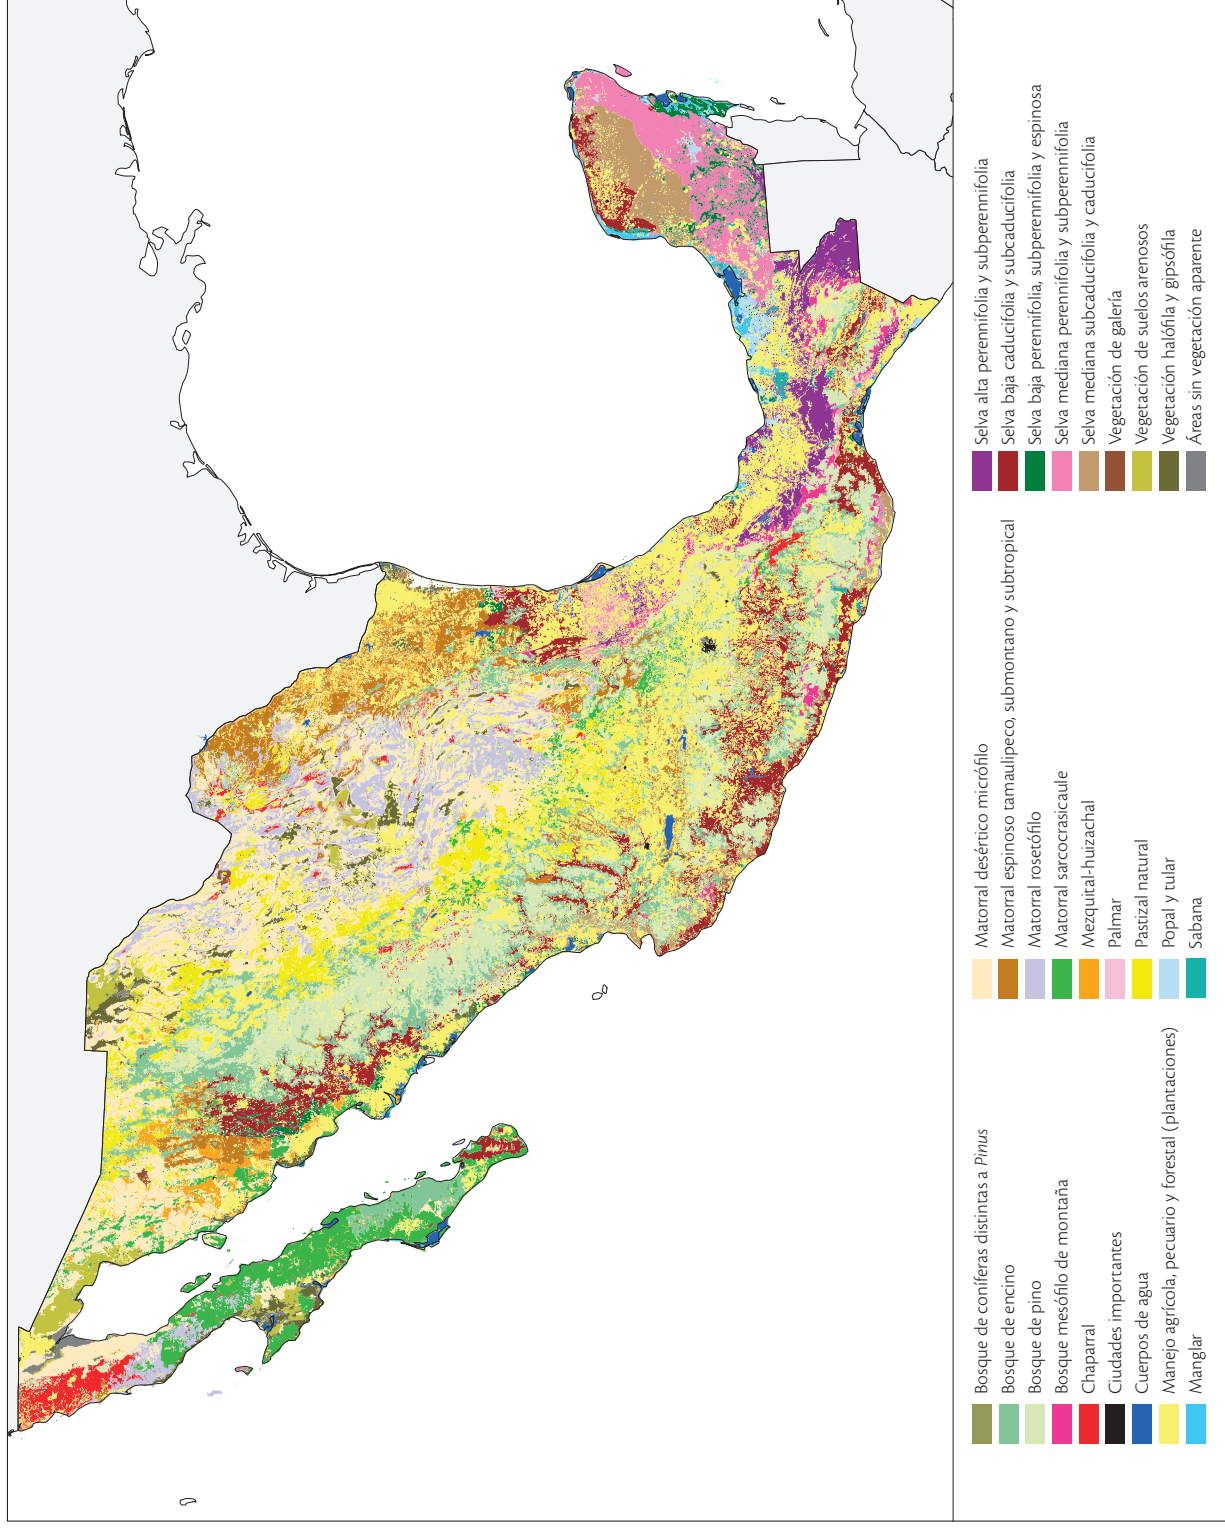 Bosque de coníferas distintas a Pinus
Bosque de encino
Bosque de pino
Bosque mesófilo de montaña
Chaparral
Ciudades importantes
Cuerpos de agua
Manejo agrícola, pecuario y forestal (plantaciones)
Manglar
Matorral desértico micrófilo
Matorral espinoso tamaulipeco, submontano y subtropical
Matorral rosetófilo
Matorral sarcocrasicaule
Mezquital-huizachal
Palmar
Pastizal natural
Popal y tular
Sabana
Selva alta perennifolia y subperennifolia
Selva baja caducifolia y subcaducifolia
Selva baja perennifolia, subperennifolia y espinosa
Selva mediana perennifolia y subperennifolia
Selva mediana subcaducifolia y caducifolia
Vegetación de galería
Vegetación de suelos arenosos
Vegetación halófila y gipsófila
Áreas sin vegetación aparente